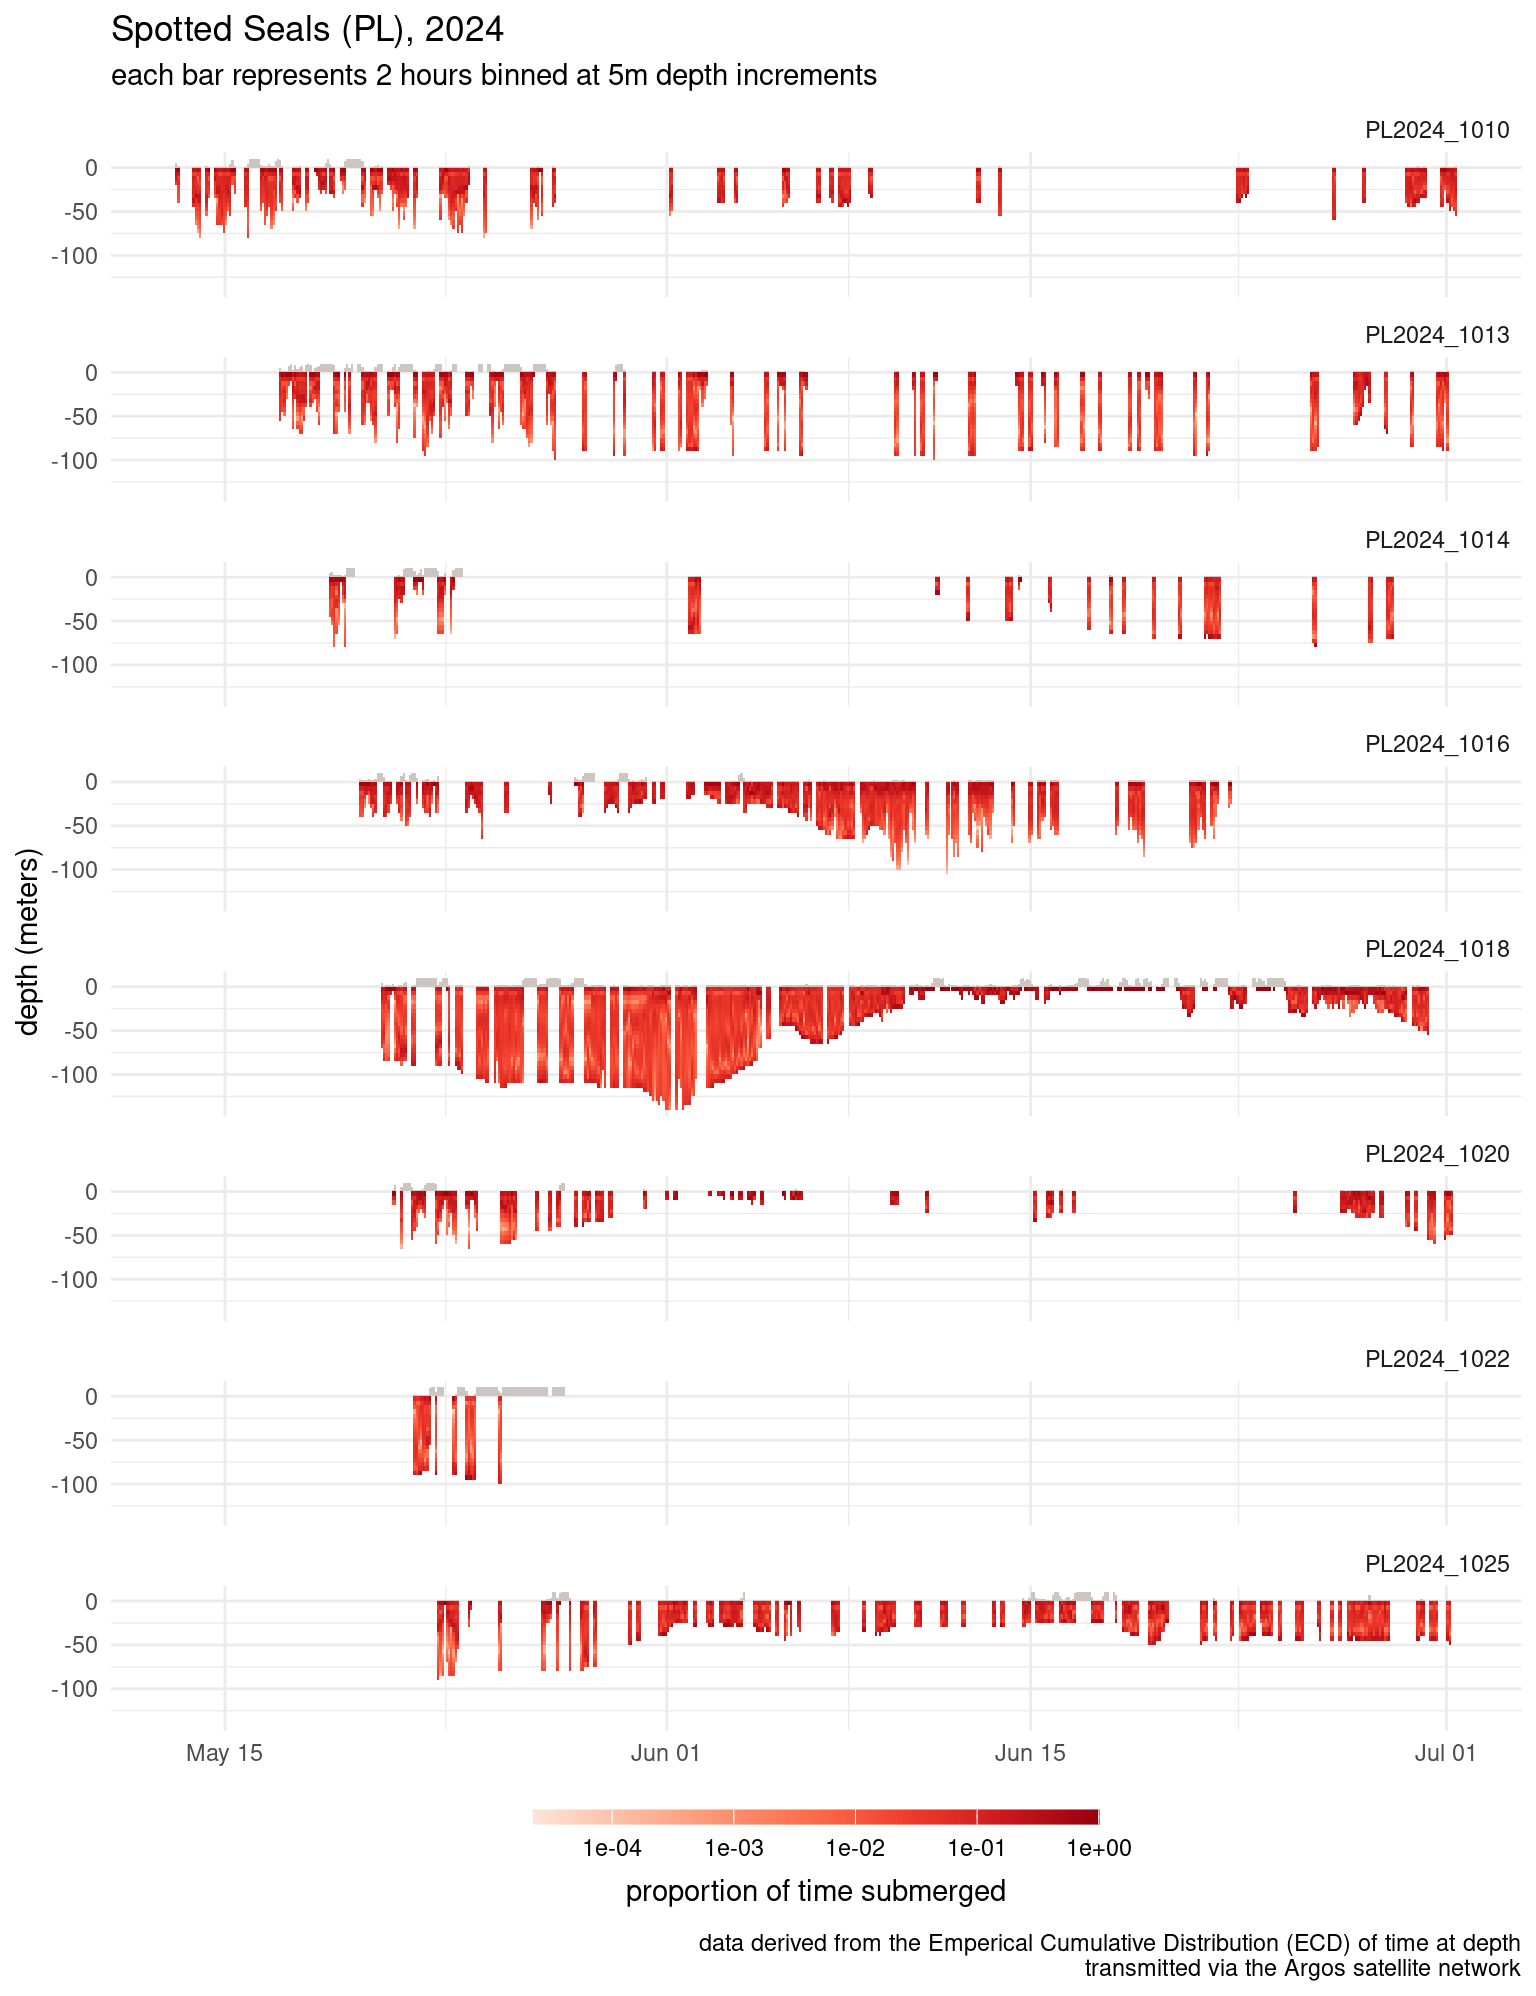 Spotted Seals (PL), 2024
each bar represents 2 hours binned at 5m depth increments
PL2024_1010
0
-50
-100
PL2024_1013
0
-50
-100
PL2024_1014
0
-50
-100
PL2024_1016
0
-50
-100
PL2024_1018
0
-50
-100
PL2024_1020
0
-50
-100
PL2024_1022
0
-50
-100
PL2024_1025
0
-50
-100
depth (meters)
May 15 Jun 01 Jun 15 Jul 01
1e-04 1e-03 1e-02 1e-01 1e+00
proportion of time submerged
data derived from the Emperical Cumulative Distribution (ECD) of time at depth
transmitted via the Argos satellite network